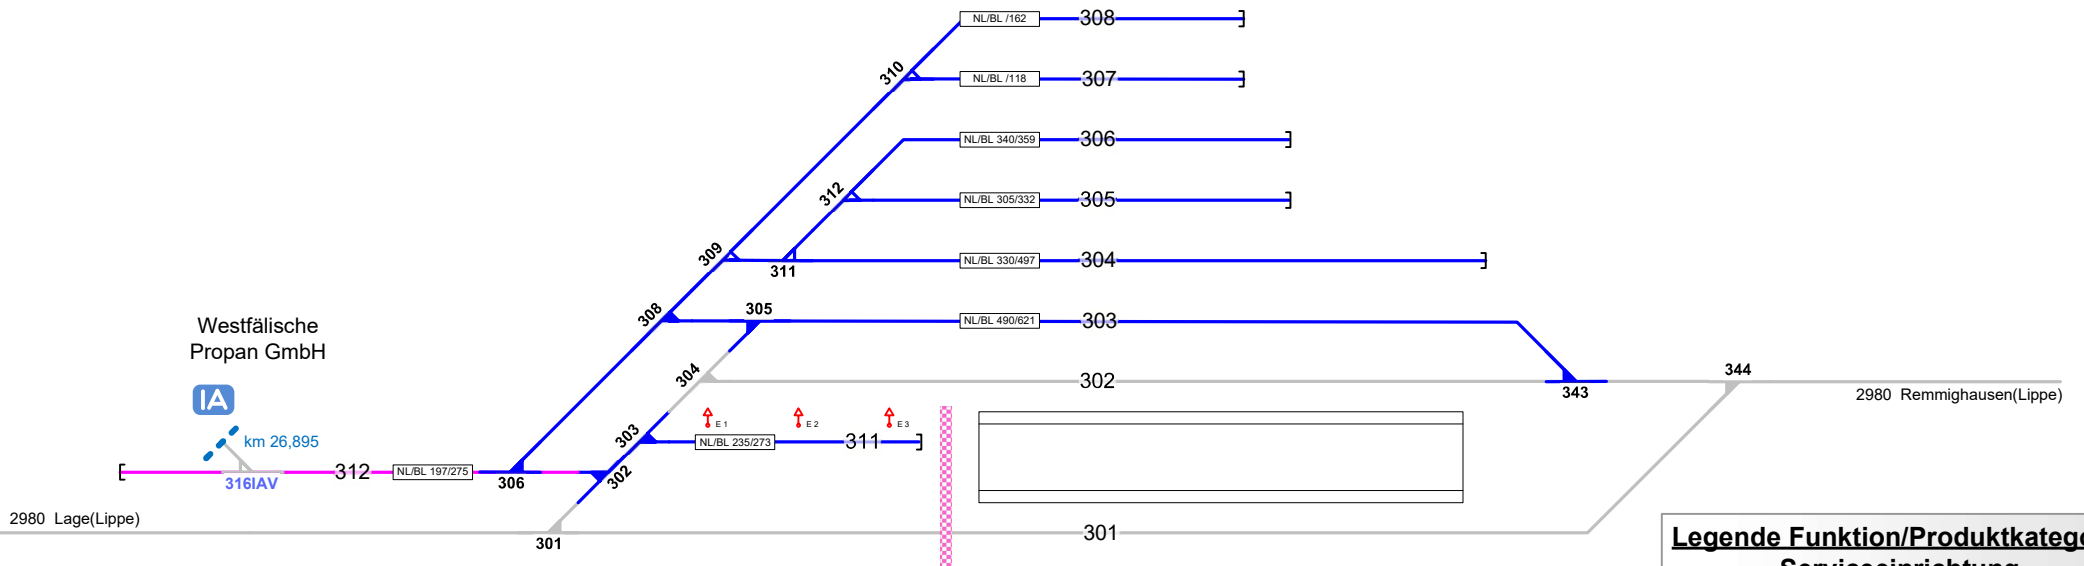 NL/BL /162
308
310
NL/BL /118
307
NL/BL 340/359
306
312
NL/BL 305/332
305
309
311
NL/BL 330/497
304
308
305
NL/BL 490/621
303
Westfälische
Propan GmbH
304
302
343
344
2980 Remmighausen(Lippe)
IA
km 26,895
E 1
E 2
E 3
303
NL/BL 235/273
311
316IAV
312
NL/BL 197/275
306
302
2980 Lage(Lippe)
301
301
Legende Funktion/Produktkatego
Serviceeinrichtung